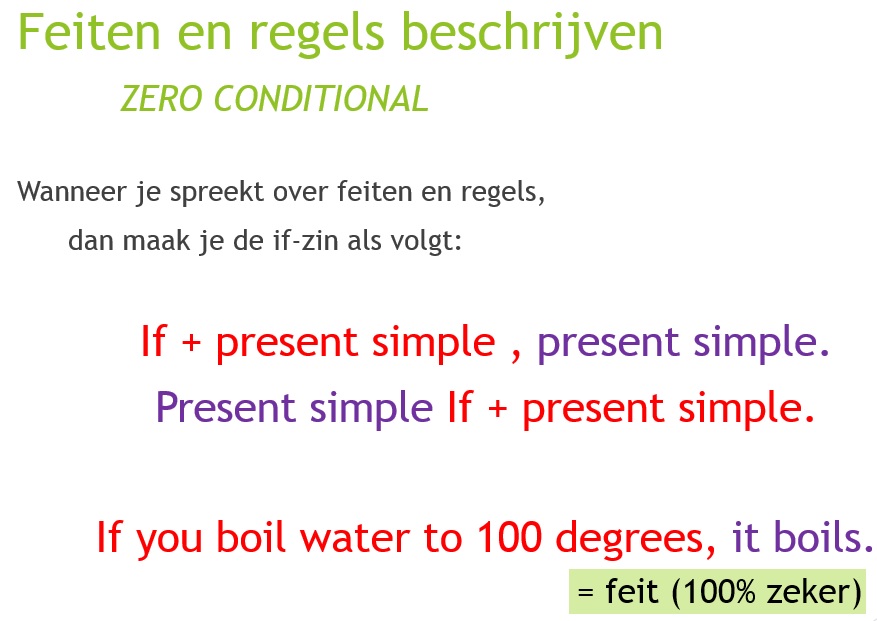 Feiten en regels beschrijven
ZERO CONDITIONAL
Wanneer je spreekt over feiten en regels,
dan maak je de if-zin als volgt:
If + present simple , present simple.
Present simple If + present simple.
If you boil water to 100 degrees, it boils.
= feit (100% zeker)